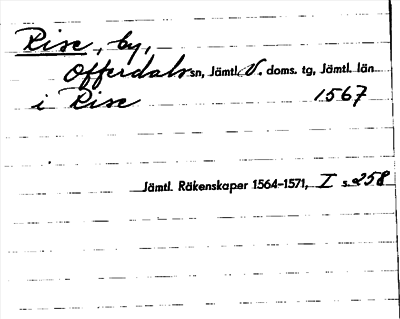 Rise, by,
Offerdals sn, Jämtl. V. doms. tg, Jämtl. län
i Rise 1567
Jämtl. Räkenskaper 1564-1571, I s. 258